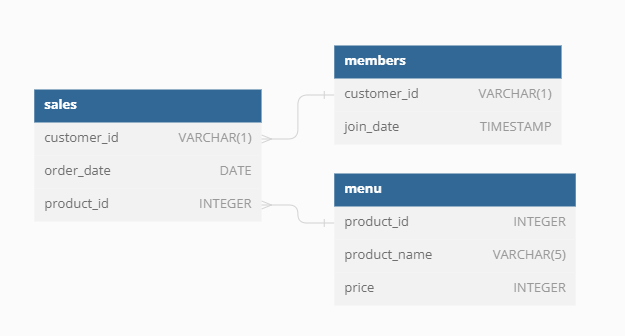 sales
customer_id VARCHAR(1)
order_date DATE
product_id INTEGER
members
customer_id VARCHAR(1)
join_date TIMESTAMP
menu
product_id INTEGER
product_name VARCHAR(5)
price INTEGER